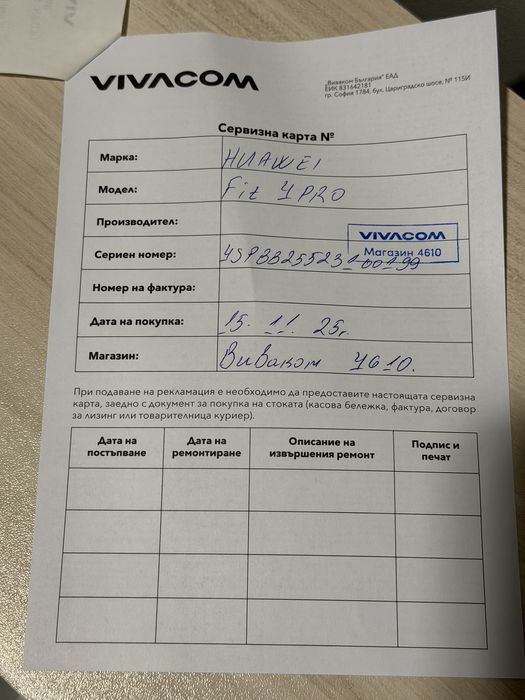 VIVACOM
„Виваком България" ЕАД
ЕИК 831642181
гр. София 1784, бул. Цариградско шосе, № 115И
Сервизна карта №
Марка: HUAWEI
Модел: Fit 4 PRO
Производител:
VIVACOM
Магазин 4610
Сериен номер:
Номер на фактура:
Дата на покупка: 15. 11. 25г.
Магазин: Виваком 4610.
При подаване на рекламация е необходимо да предоставите настоящата сервизна
карта, заедно с документ за покупка на стоката (касова бележка, фактура, договор
за лизинг или товарителница куриер).
Дата на постъпване
Дата на ремонтиране
Описание на извършения ремонт
Подпис и печат